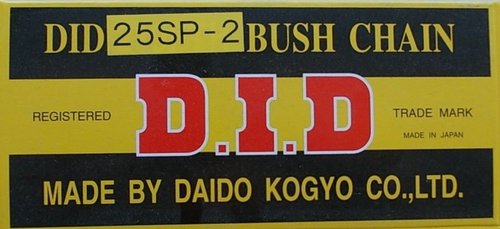 DID 25SP-2 BUSH CHAIN
REGISTERED
D.I.D
TRADE MARK
MADE IN JAPAN
MADE BY DAIDO KOGYO CO.,LTD.